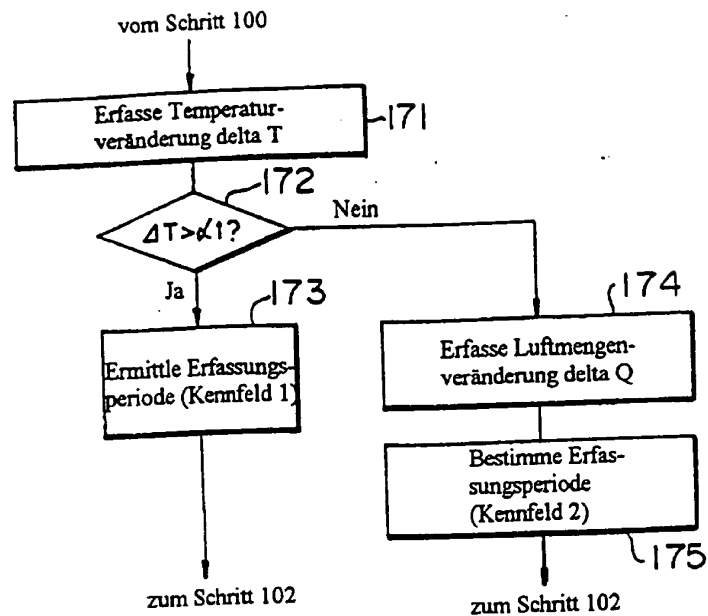 vom Schritt 100
Erfasse Temperatur-
veränderung delta T
171
172
ΔT>α1?
Nein
Ja
173
Ermittle Erfassungs-
periode (Kennfeld 1)
174
Erfasse Luftmengen-
veränderung delta Q
Bestimme Erfas-
sungsperiode
(Kennfeld 2)
175
zum Schritt 102
zum Schritt 102